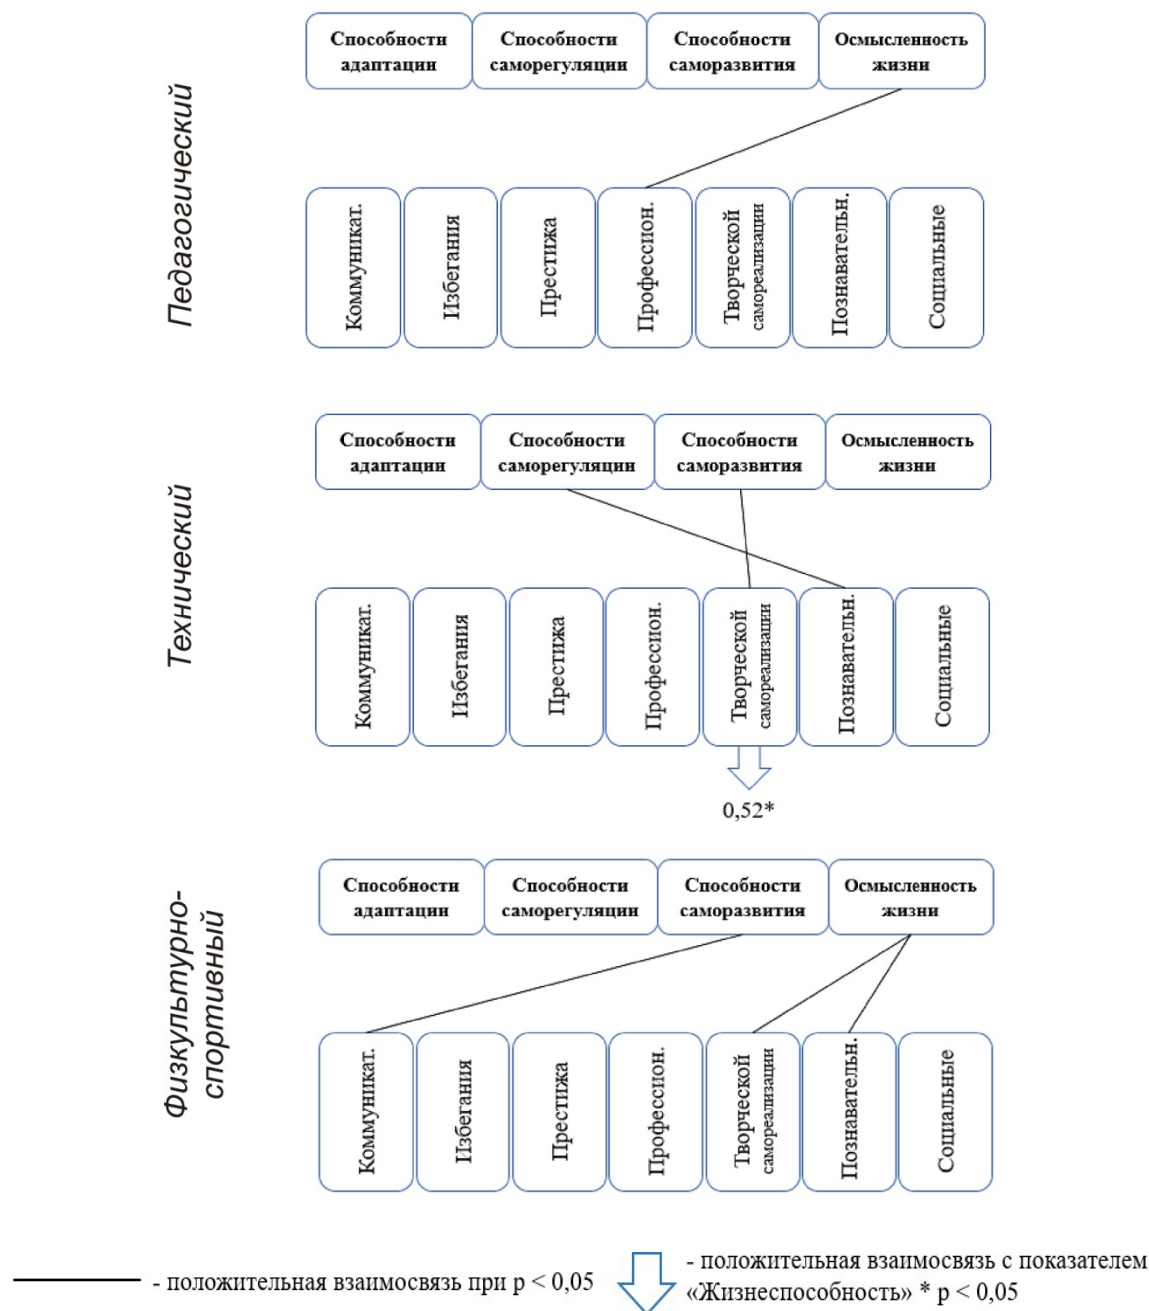 Педагогический
Способности
адаптации
Способности
саморегуляции
Способности
саморазвития
Осмысленность
жизни
Коммуникат.
Избегания
Престижа
Профессион.
Творческой
самореализации
Познавательн.
Социальные
Технический
Способности
адаптации
Способности
саморегуляции
Способности
саморазвития
Осмысленность
жизни
Коммуникат.
Избегания
Престижа
Профессион.
Творческой
самореализации
Познавательн.
Социальные
0,52*
Физкультурно-
спортивный
Способности
адаптации
Способности
саморегуляции
Способности
саморазвития
Осмысленность
жизни
Коммуникат.
Избегания
Престижа
Профессион.
Творческой
самореализации
Познавательн.
Социальные
- положительная взаимосвязь при p < 0,05
- положительная взаимосвязь с показателем
«Жизнеспособность» * p < 0,05